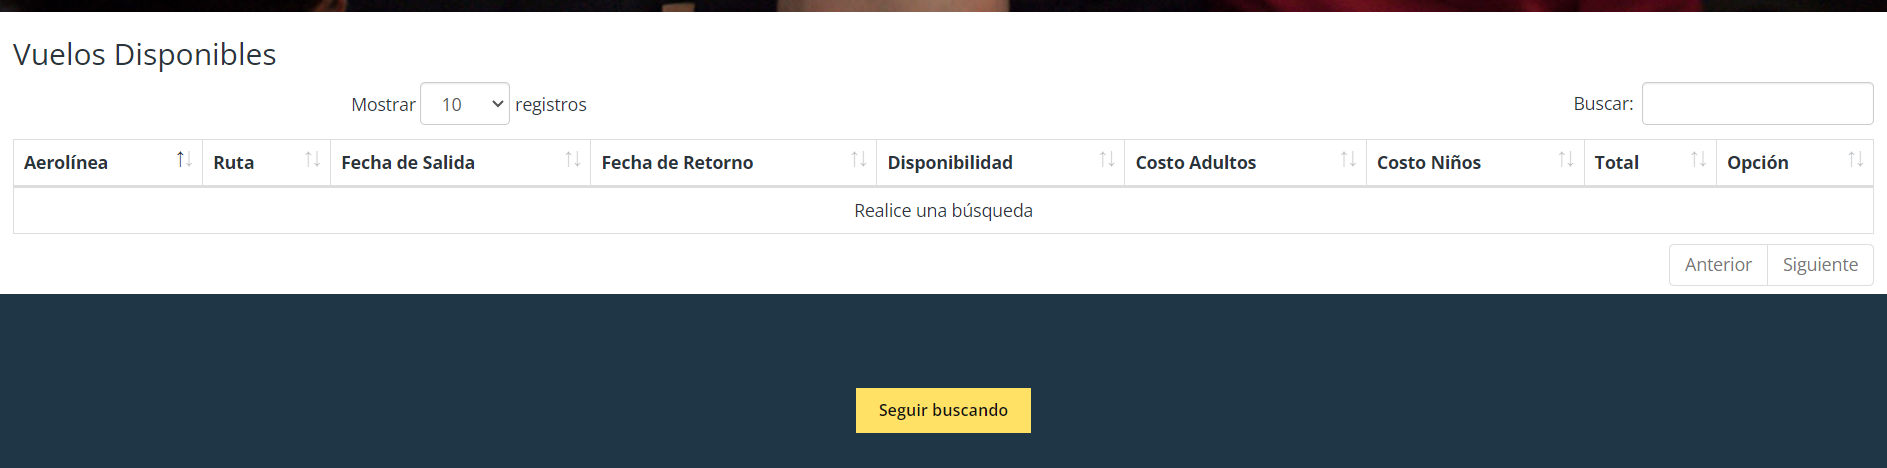 Vuelos Disponibles
Mostrar 10 registros
Buscar:
Aerolínea Ruta Fecha de Salida Fecha de Retorno Disponibilidad Costo Adultos Costo Niños Total Opción
Realice una búsqueda
Anterior Siguiente
Seguir buscando